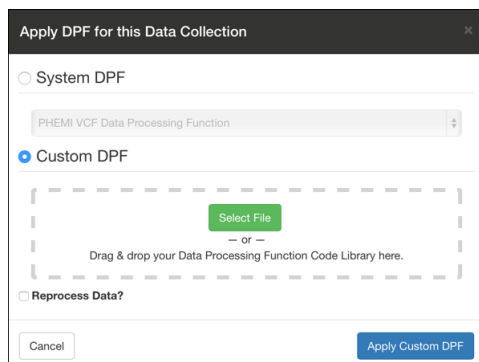 Apply DPF for this Data Collection ×
System DPF
PHEMI VCF Data Processing Function
Custom DPF
Select File
— or —
Drag & drop your Data Processing Function Code Library here.
Reprocess Data?
Cancel Apply Custom DPF